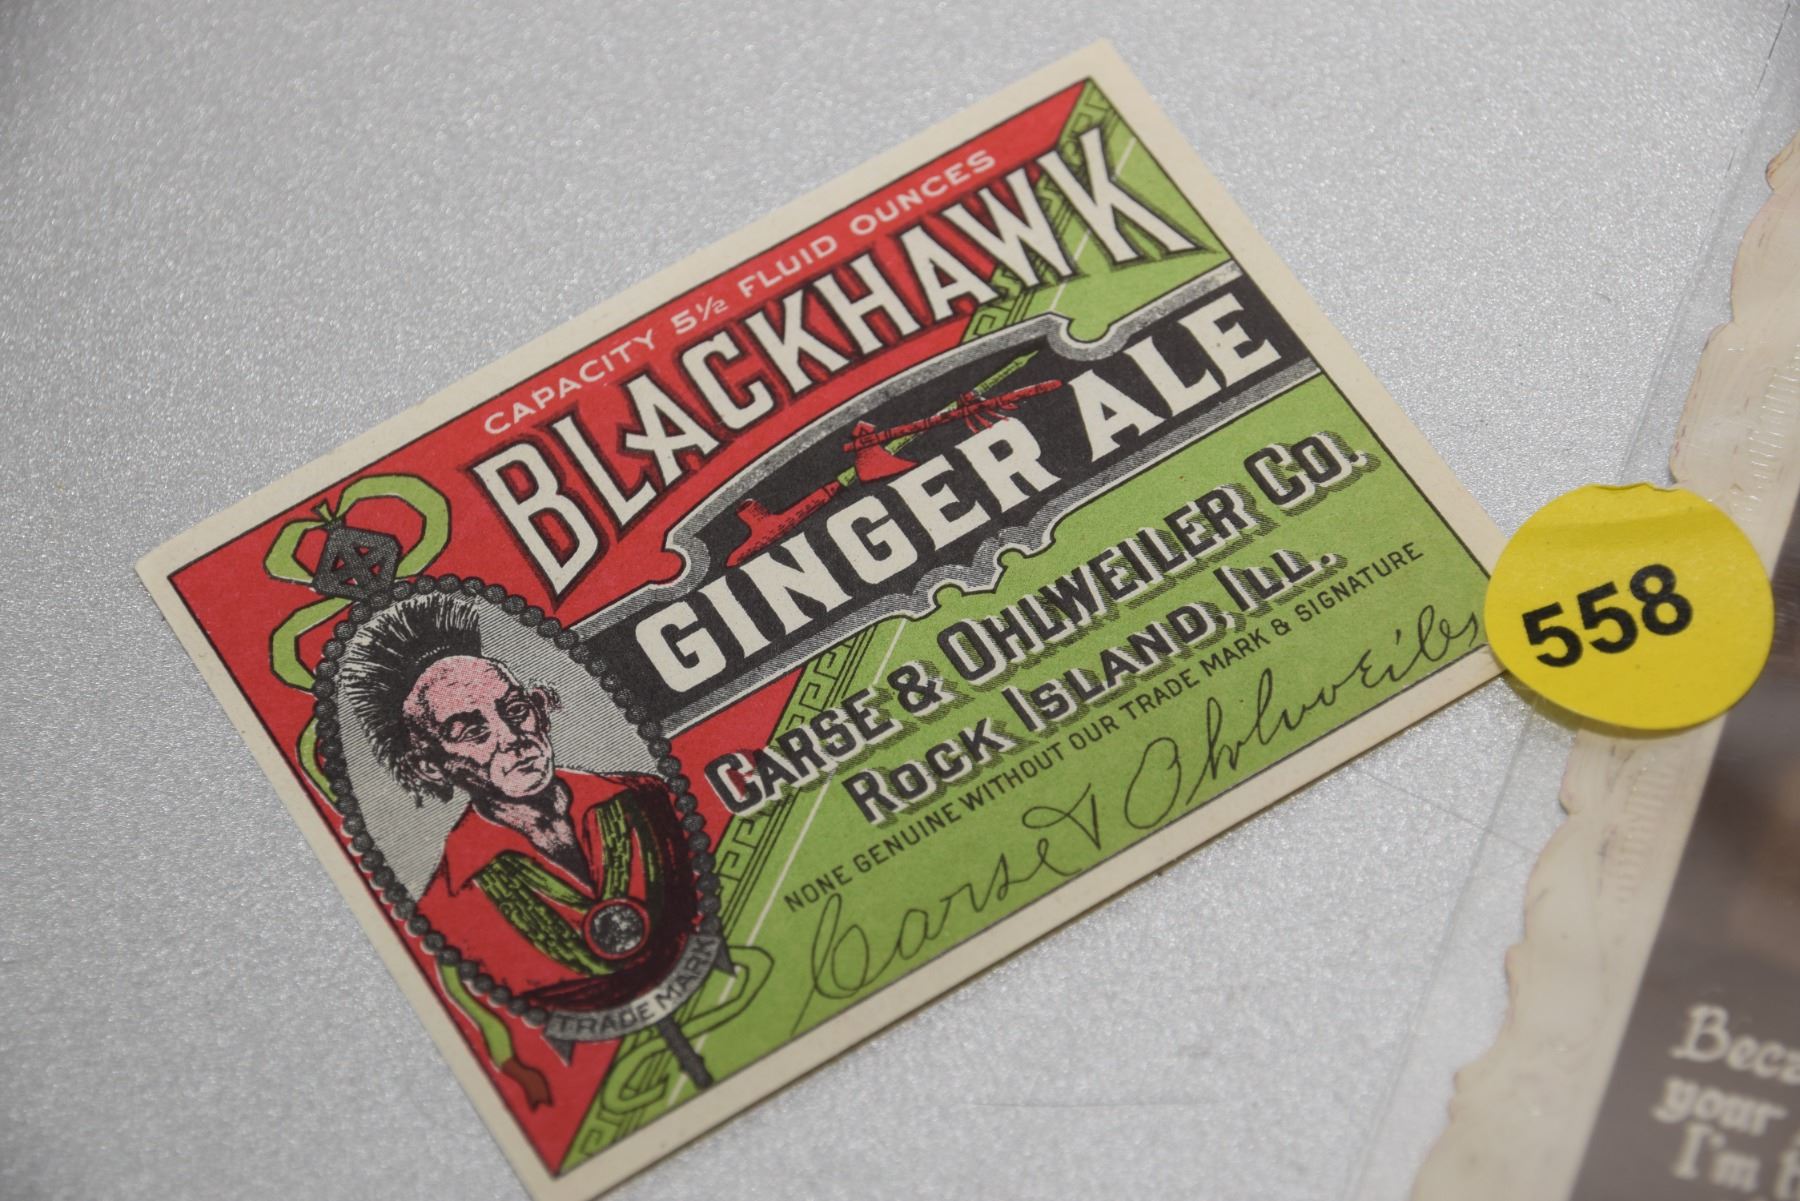 CAPACITY 5½ FLUID OUNCES
BLACKHAWK
GINGER ALE
CARSE & OHLWEILER CO.
ROCK ISLAND, ILL.
NONE GENUINE WITHOUT OUR TRADE MARK & SIGNATURE
Carse & Ohlweiler
TRADE MARK
558
your
I'm